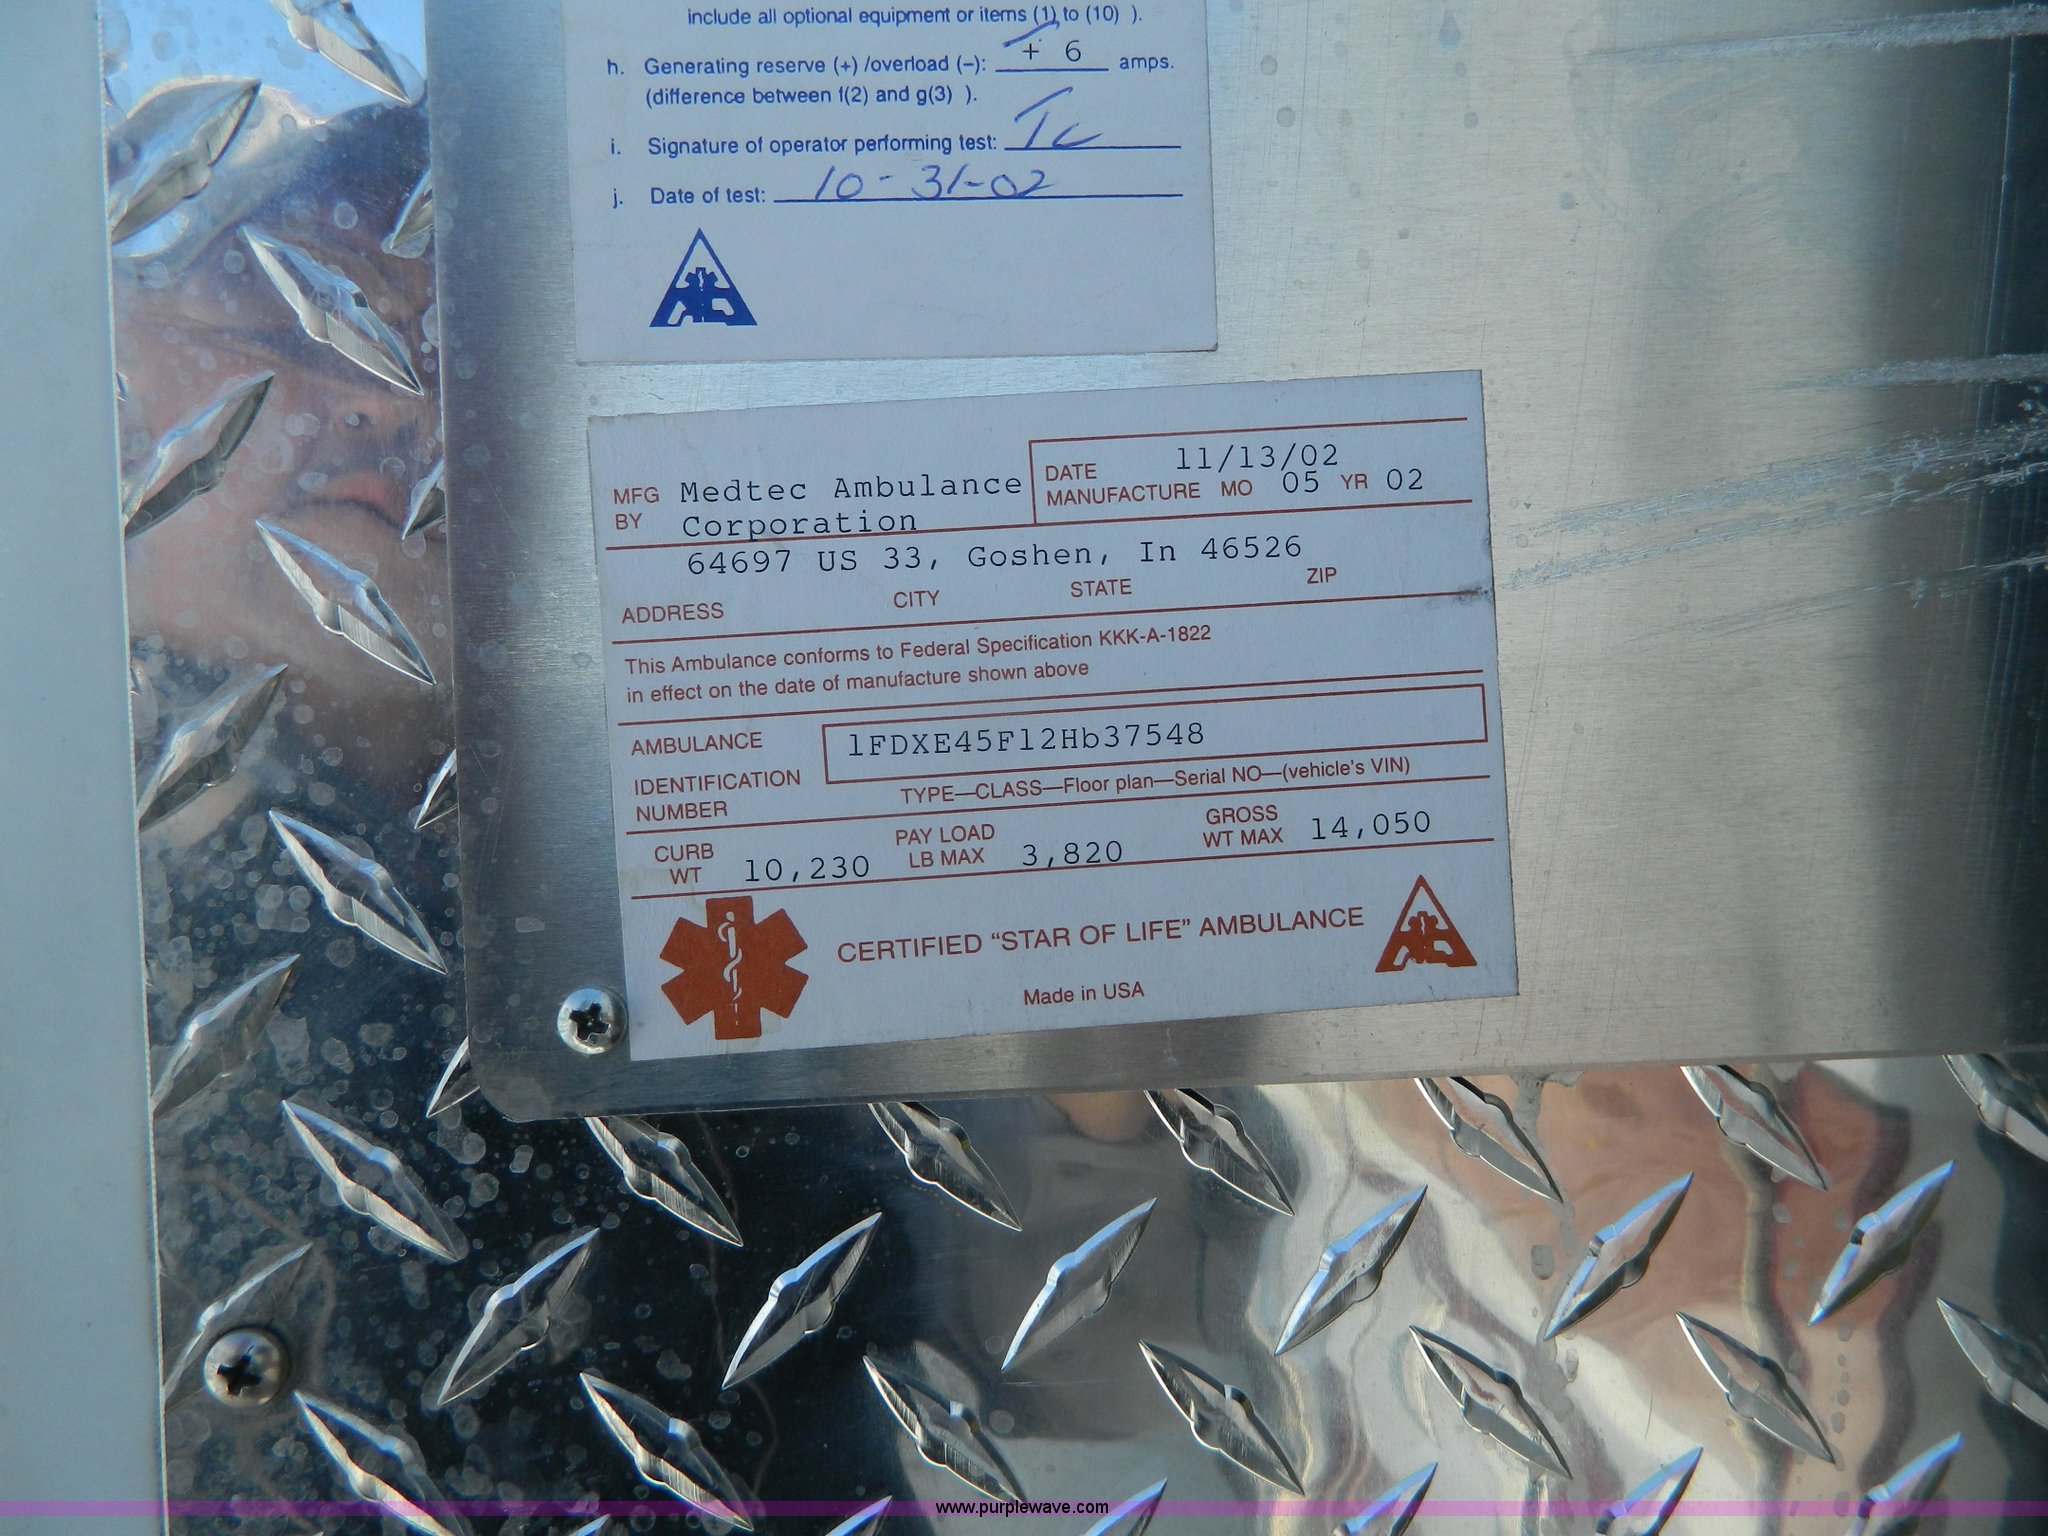 include all optional equipment or items (1) to (10) ).
h. Generating reserve (+) /overload (–): + 6 amps.
(difference between f(2) and g(3) ).
i. Signature of operator performing test: TC
j. Date of test: 10-31-02
MFG BY Medtec Ambulance Corporation
DATE MANUFACTURE 11/13/02 MO 05 YR 02
64697 US 33, Goshen, In 46526
ADDRESS CITY STATE ZIP
This Ambulance conforms to Federal Specification KKK-A-1822
in effect on the date of manufacture shown above
AMBULANCE IDENTIFICATION NUMBER
1FDXE45F12Hb37548
TYPE—CLASS—Floor plan—Serial NO—(vehicle's VIN)
CURB WT 10,230 PAY LOAD LB MAX 3,820 GROSS WT MAX 14,050
CERTIFIED “STAR OF LIFE” AMBULANCE
Made in USA
www.purplewave.com